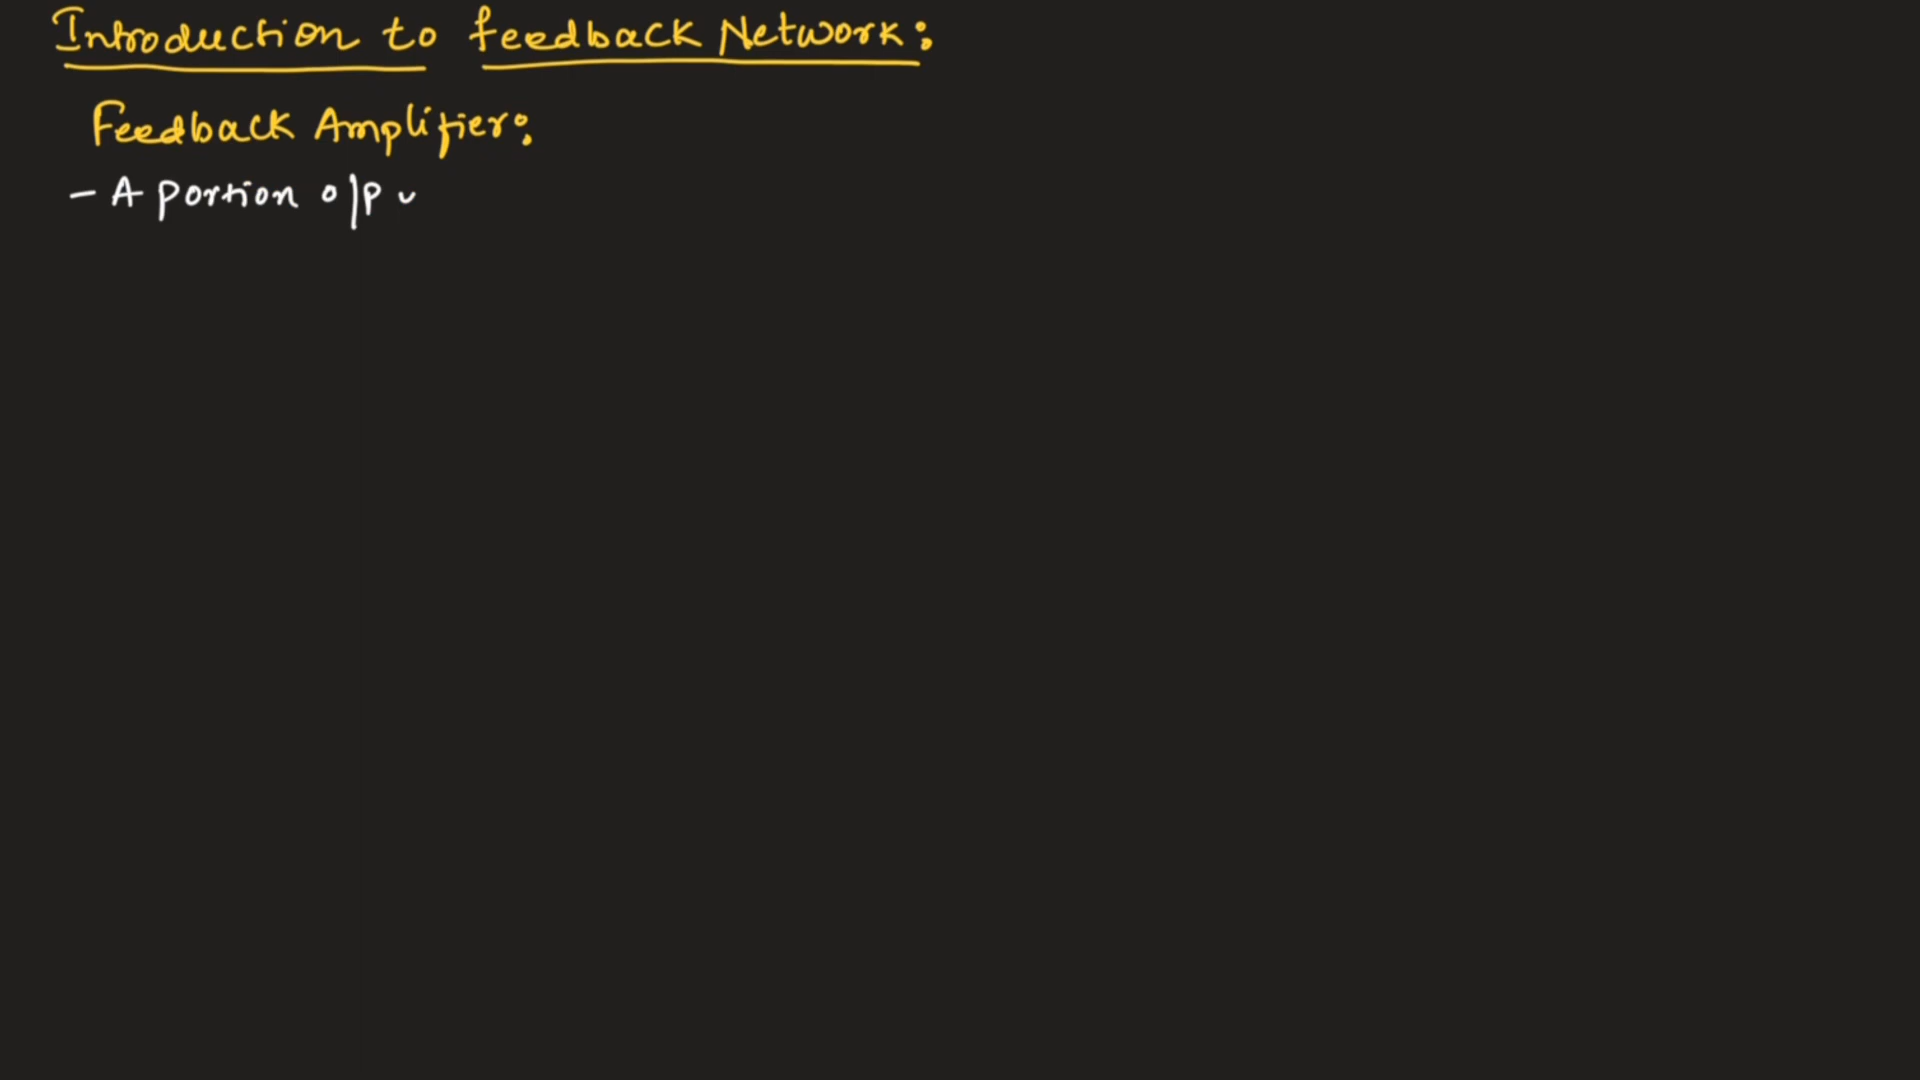 Introduction to feedback Network:
Feedback Amplifier:
- A portion o/p